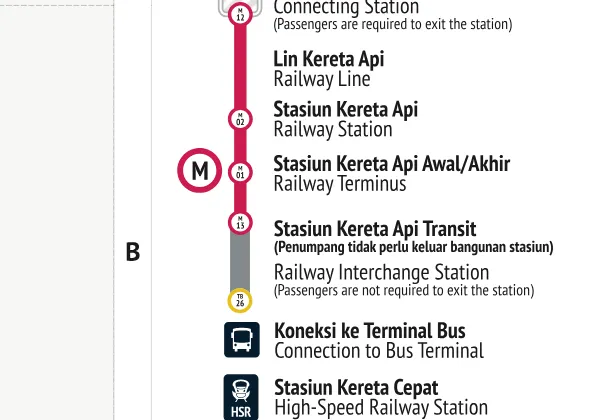 Connecting Station
(Passengers are required to exit the station)
M
12
Lin Kereta Api
Railway Line
Stasiun Kereta Api
Railway Station
M
02
Stasiun Kereta Api Awal/Akhir
Railway Terminus
M
M
01
M
13
Stasiun Kereta Api Transit
(Penumpang tidak perlu keluar bangunan stasiun)
B
Railway Interchange Station
(Passengers are not required to exit the station)
TB
26
Koneksi ke Terminal Bus
Connection to Bus Terminal
Stasiun Kereta Cepat
High-Speed Railway Station
HSR